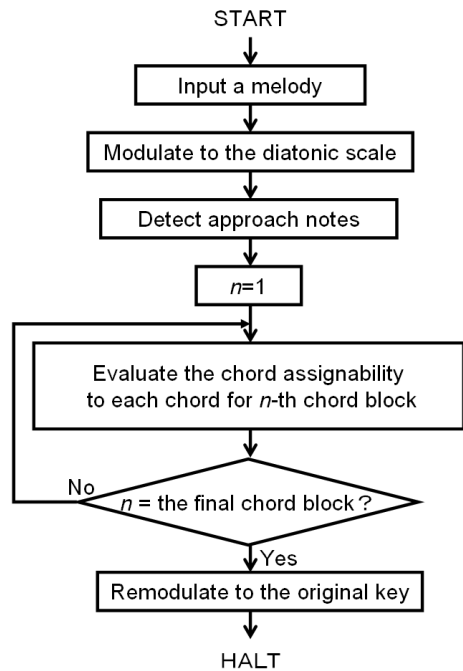 START
Input a melody
Modulate to the diatonic scale
Detect approach notes
n=1
Evaluate the chord assignability
to each chord for n-th chord block
No
n = the final chord block?
Yes
Remodulate to the original key
HALT